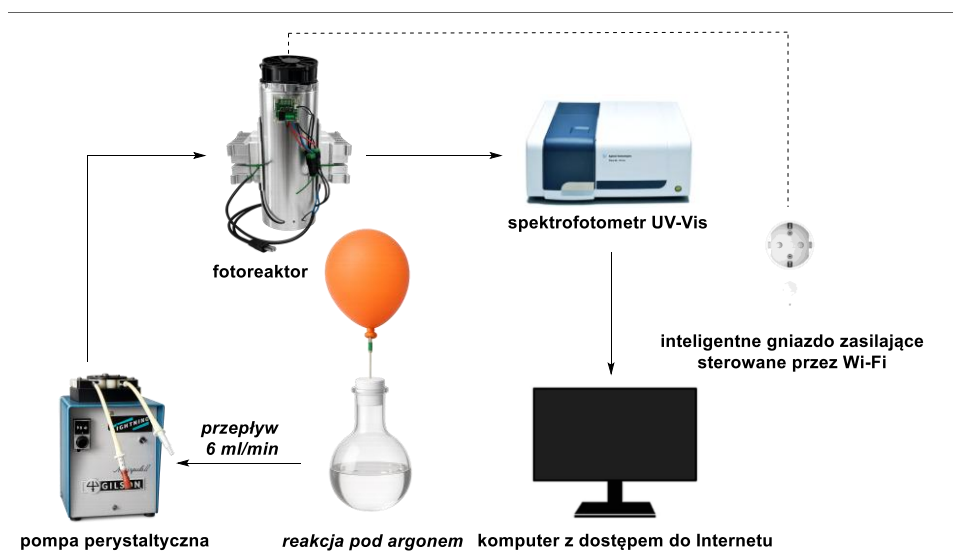 spektrofotometr UV-Vis
fotoreaktor
inteligentne gniazdo zasilające
sterowane przez Wi-Fi
przepływ
6 ml/min
GILSON
pompa perystaltyczna
reakcja pod argonem
komputer z dostępem do Internetu